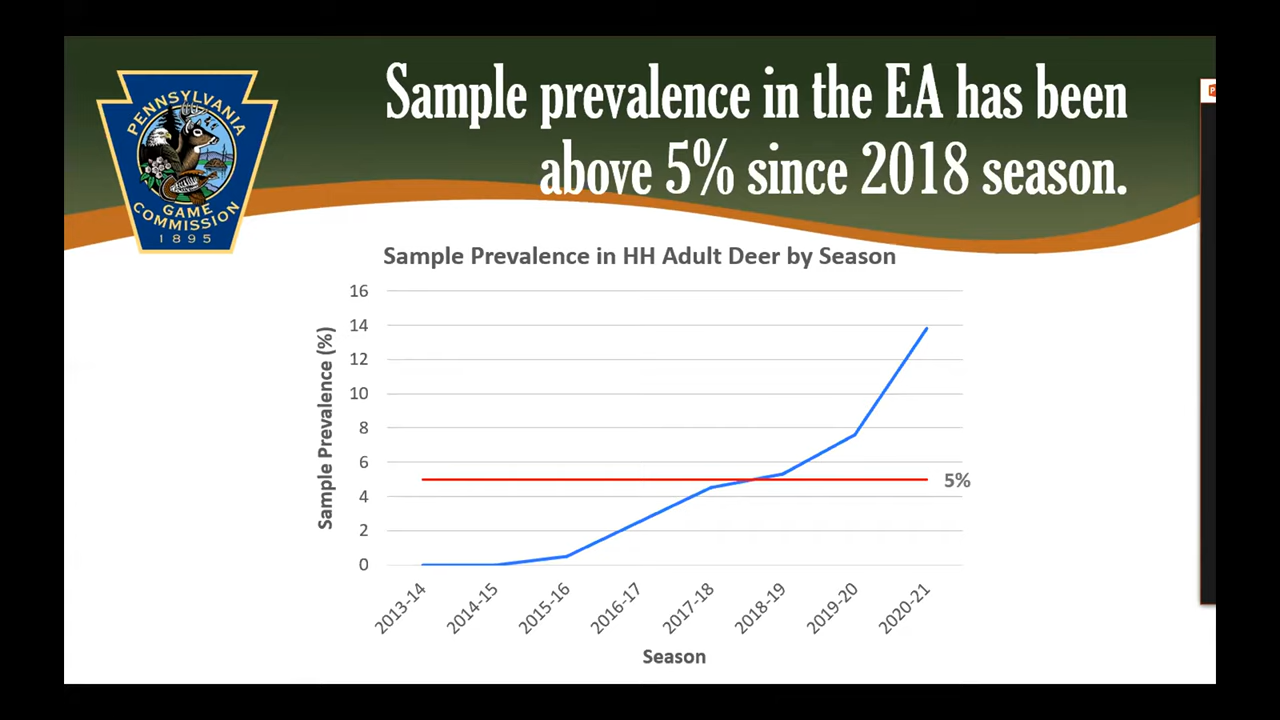 Sample prevalence in the EA has been
above 5% since 2018 season.
PENNSYLVANIA
GAME
COMMISSION
1895
Sample Prevalence in HH Adult Deer by Season
Sample Prevalence (%)
16
14
12
10
8
6
4
2
0
5%
2013-14
2014-15
2015-16
2016-17
2017-18
2018-19
2019-20
2020-21
Season